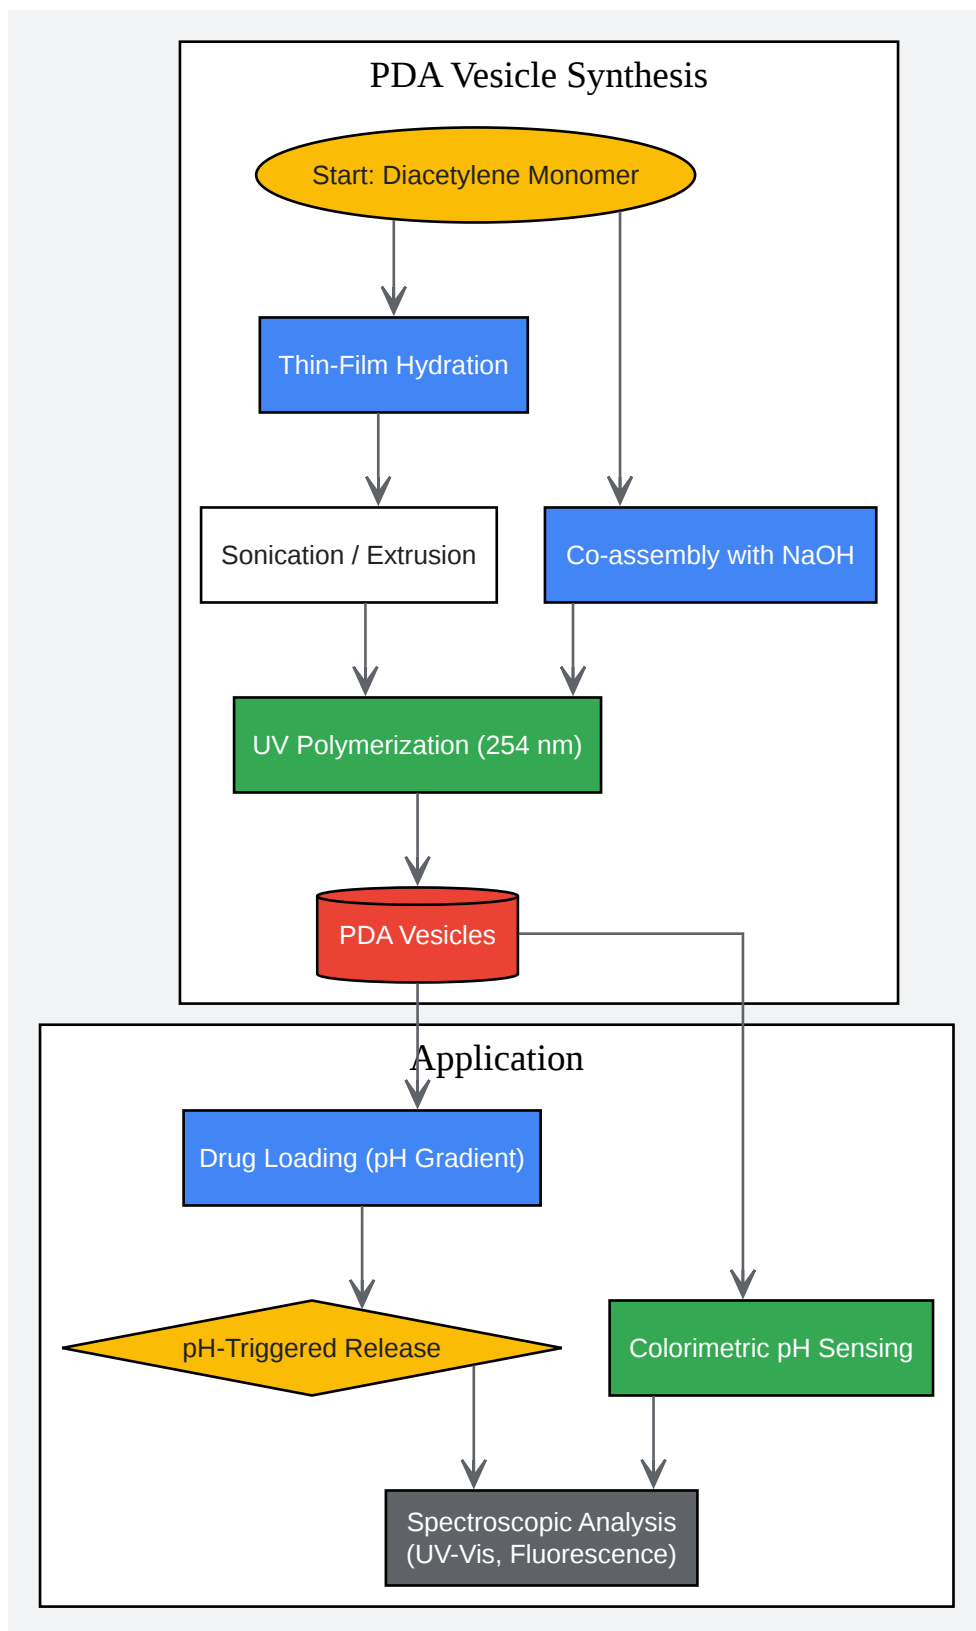 PDA Vesicle Synthesis
Start: Diacetylene Monomer
Thin-Film Hydration
Sonication / Extrusion
Co-assembly with NaOH
UV Polymerization (254 nm)
PDA Vesicles
Application
Drug Loading (pH Gradient)
pH-Triggered Release
Colorimetric pH Sensing
Spectroscopic Analysis
(UV-Vis, Fluorescence)